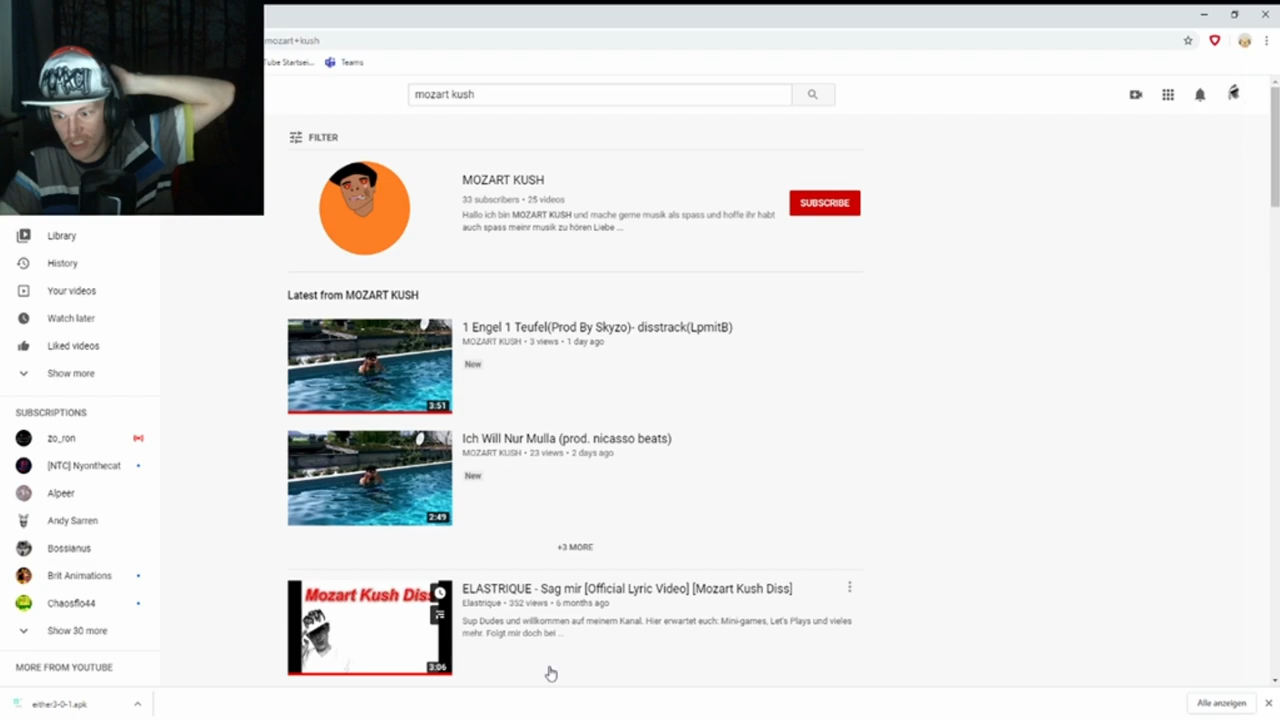 mozart+kush
Tube Startsei...
Teams
mozart kush
FILTER
MOZART KUSH
33 subscribers • 25 videos
SUBSCRIBE
Hallo ich bin MOZART KUSH und mache gerne musik als spass und hoffe ihr habt
auch spass meinr musik zu hören Liebe ...
Library
History
Your videos
Watch later
Liked videos
Show more
SUBSCRIPTIONS
zo_ron
[NTC] Nyonthecat
Alpeer
Andy Sarren
Bossianus
Brit Animations
Chaosflo44
Show 30 more
MORE FROM YOUTUBE
Latest from MOZART KUSH
1 Engel 1 Teufel(Prod By Skyzo)- disstrack(LpmitB)
MOZART KUSH • 3 views • 1 day ago
New
3:51
Ich Will Nur Mulla (prod. nicasso beats)
MOZART KUSH • 23 views • 2 days ago
New
2:49
+3 MORE
Mozart Kush Diss
3:06
ELASTRIQUE - Sag mir [Official Lyric Video] [Mozart Kush Diss]
Elastrique • 352 views • 6 months ago
Sup Dudes und willkommen auf meinem Kanal. Hier erwartet euch: Mini-games, Let's Plays und vieles
mehr. Folgt mir doch bei ...
either3-0-1.apk
Alle anzeigen